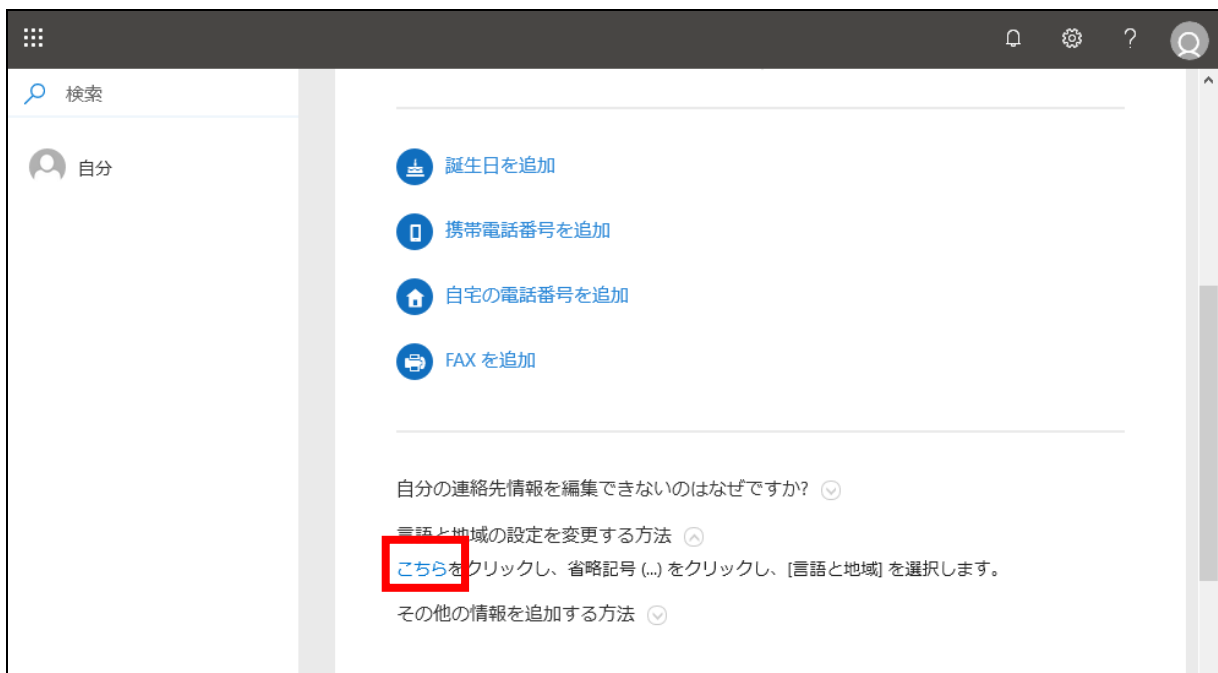 ?
検索
自分
誕生日を追加
携帯電話番号を追加
自宅の電話番号を追加
FAX を追加
自分の連絡先情報を編集できないのはなぜですか?
言語と地域の設定を変更する方法
こちらをクリックし、省略記号 (...) をクリックし、[言語と地域] を選択します。
その他の情報を追加する方法